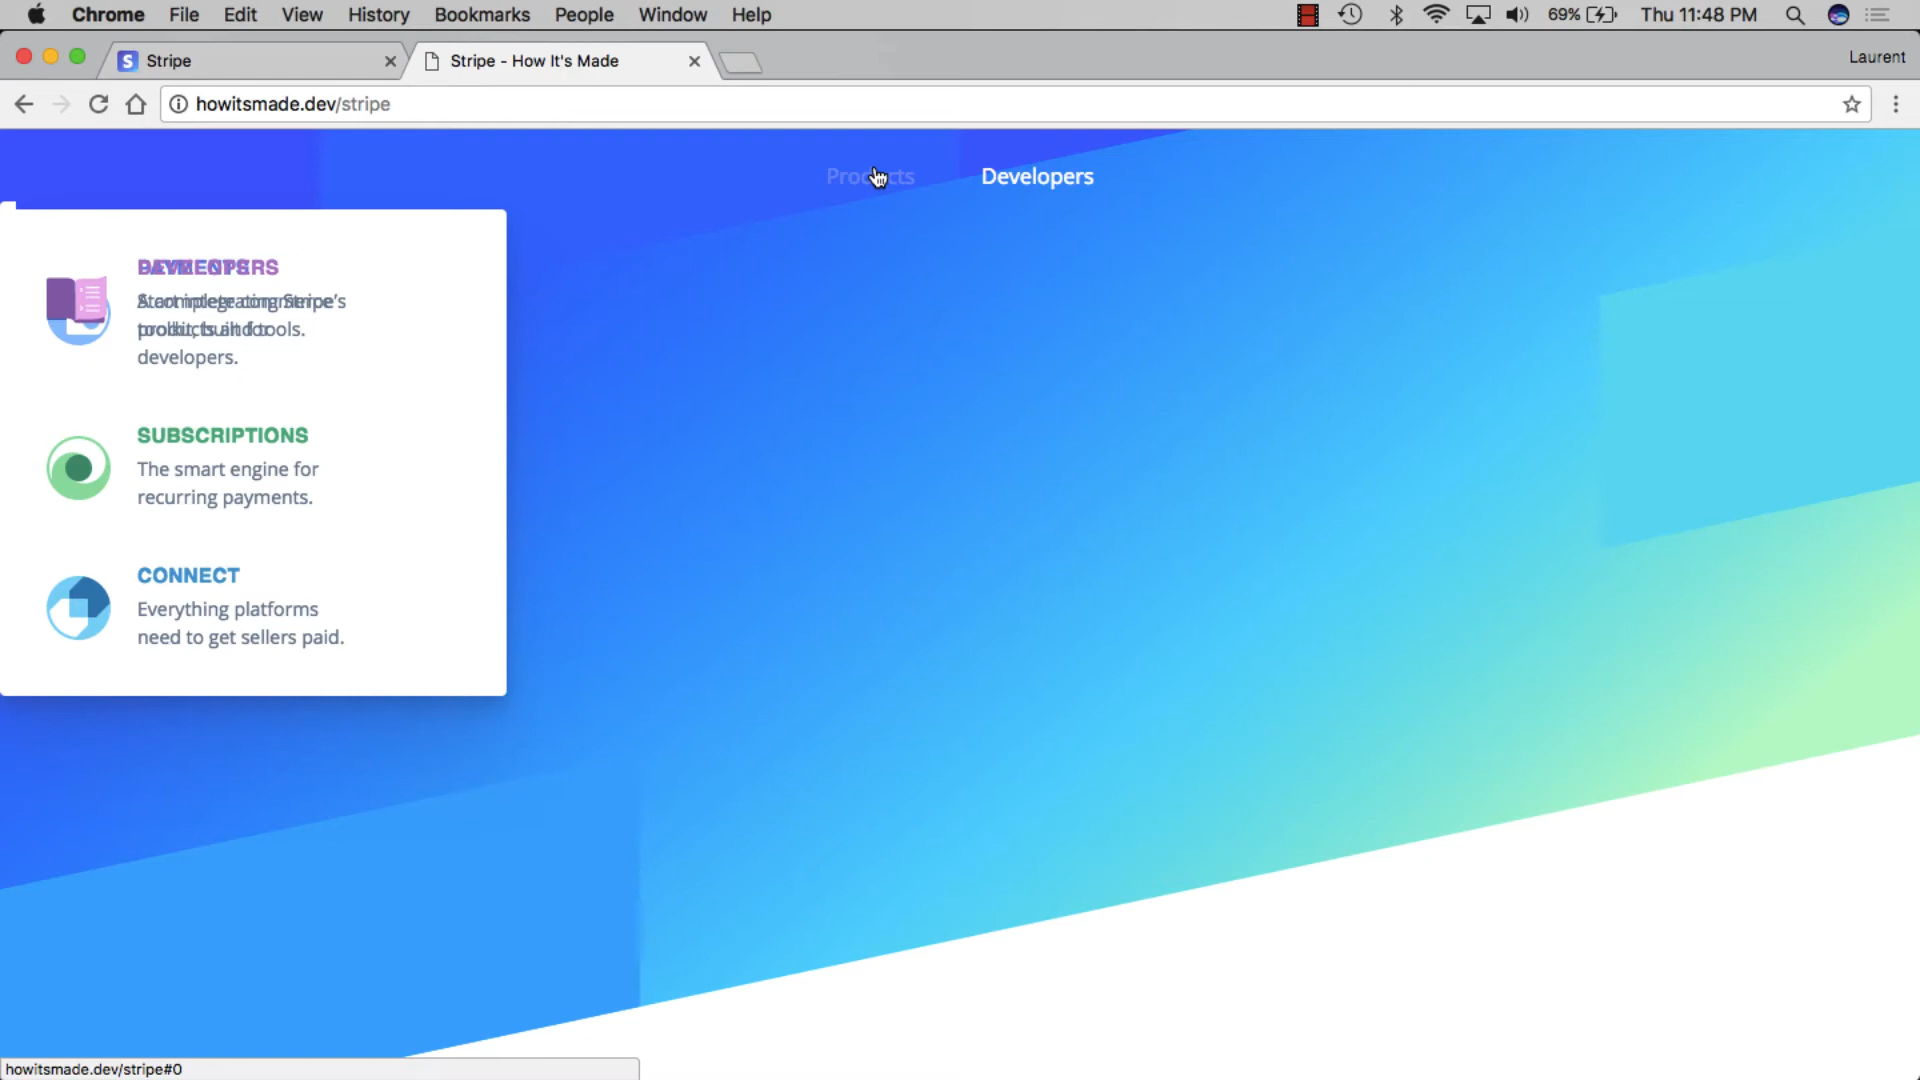 Chrome File Edit View History Bookmarks People Window Help 69% Thu 11:48 PM
Stripe Stripe - How It's Made Laurent
howitsmade.dev/stripe
Products Developers
developers.
SUBSCRIPTIONS
The smart engine for
recurring payments.
CONNECT
Everything platforms
need to get sellers paid.
howitsmade.dev/stripe#0